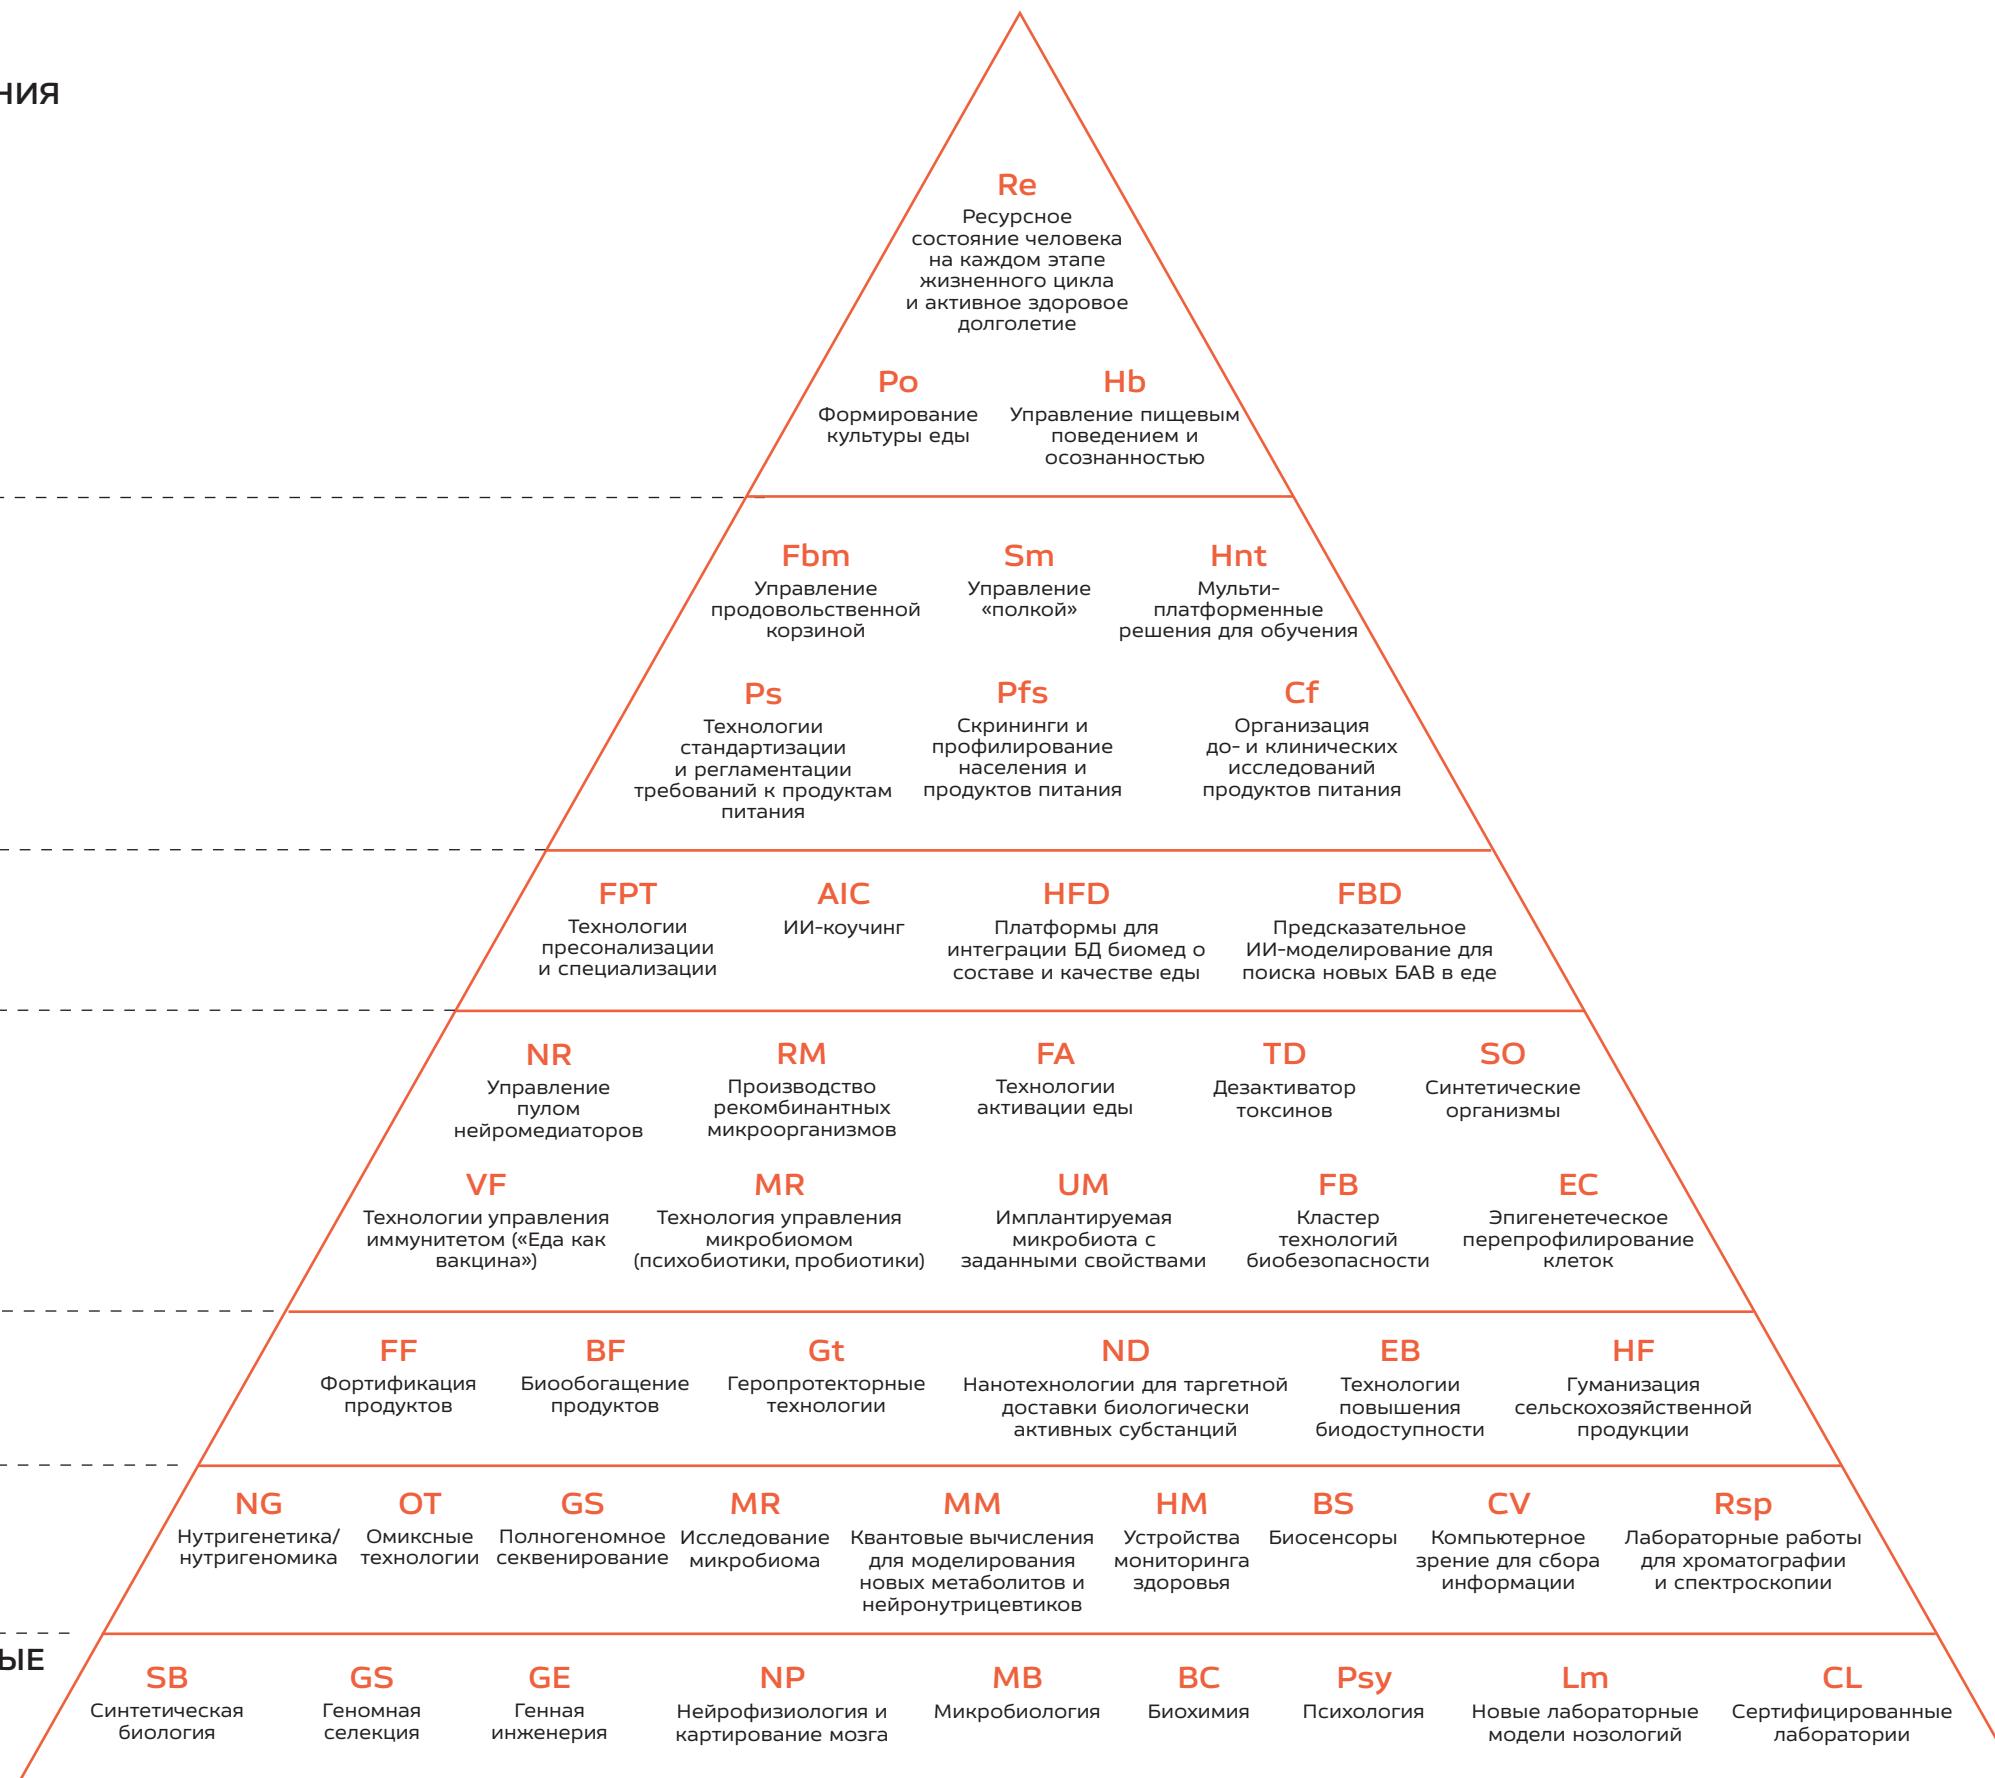 НИЯ
Re
Ресурсное
состояние человека
на каждом этапе
жизненного цикла
и активное здоровое
долголетие
Po
Формирование
культуры еды
Hb
Управление пищевым
поведением и
осознанностью
Fbm
Управление
продовольственной
корзиной
Sm
Управление
«полкой»
Hnt
Мульти-
платформенные
решения для обучения
Ps
Технологии
стандартизации
и регламентации
требований к продуктам
питания
Pfs
Скрининги и
профилирование
населения и
продуктов питания
Cf
Организация
до- и клинических
исследований
продуктов питания
FPT
Технологии
пресонализации
и специализации
AIC
ИИ-коучинг
HFD
Платформы для
интеграции БД биомед о
составе и качестве еды
FBD
Предсказательное
ИИ-моделирование для
поиска новых БАВ в еде
NR
Управление
пулом
нейромедиаторов
RM
Производство
рекомбинантных
микроорганизмов
FA
Технологии
активации еды
TD
Дезактиватор
токсинов
SO
Синтетические
организмы
VF
Технологии управления
иммунитетом («Еда как
вакцина»)
MR
Технология управления
микробиомом
(психобиотики, пробиотики)
UM
Имплантируемая
микробиота с
заданными свойствами
FB
Кластер
технологий
биобезопасности
EC
Эпигенетеческое
перепрофилирование
клеток
FF
Фортификация
продуктов
BF
Биообогащение
продуктов
Gt
Геропротекторные
технологии
ND
Нанотехнологии для таргетной
доставки биологически
активных субстанций
EB
Технологии
повышения
биодоступности
HF
Гуманизация
сельскохозяйственной
продукции
NG
Нутригенетика/
нутригеномика
OT
Омиксные
технологии
GS
Полногеномное
секвенирование
MR
Исследование
микробиома
MM
Квантовые вычисления
для моделирования
новых метаболитов и
нейронутрицевтиков
HM
Устройства
мониторинга
здоровья
BS
Биосенсоры
CV
Компьютерное
зрение для сбора
информации
Rsp
Лабораторные работы
для хроматографии
и спектроскопии
ЫЕ
SB
Синтетическая
биология
GS
Геномная
селекция
GE
Генная
инженерия
NP
Нейрофизиология и
картирование мозга
MB
Микробиология
BC
Биохимия
Psy
Психология
Lm
Новые лабораторные
модели нозологий
CL
Сертифицированные
лаборатории